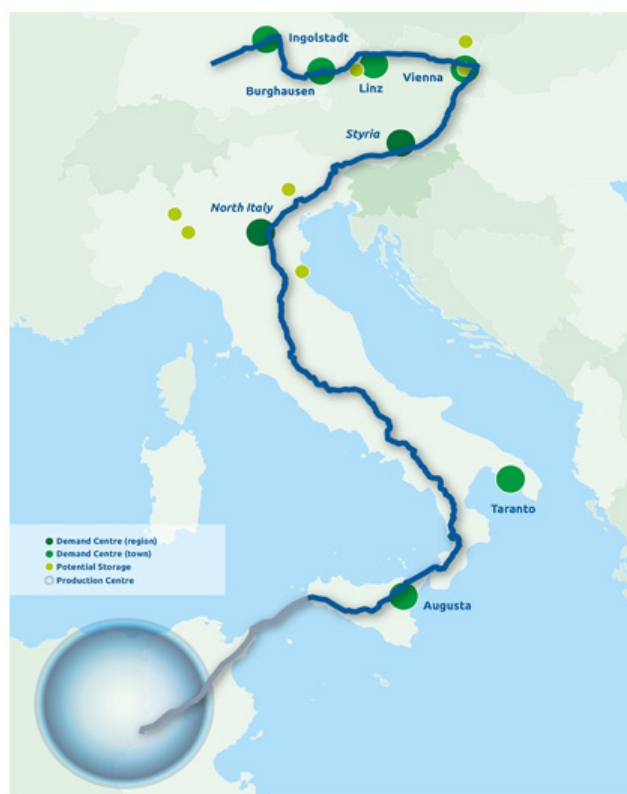 Ingolstadt
Burghausen
Linz
Vienna
Styria
North Italy
Taranto
Demand Centre (region)
Demand Centre (town)
Potential Storage
Production Centre
Augusta